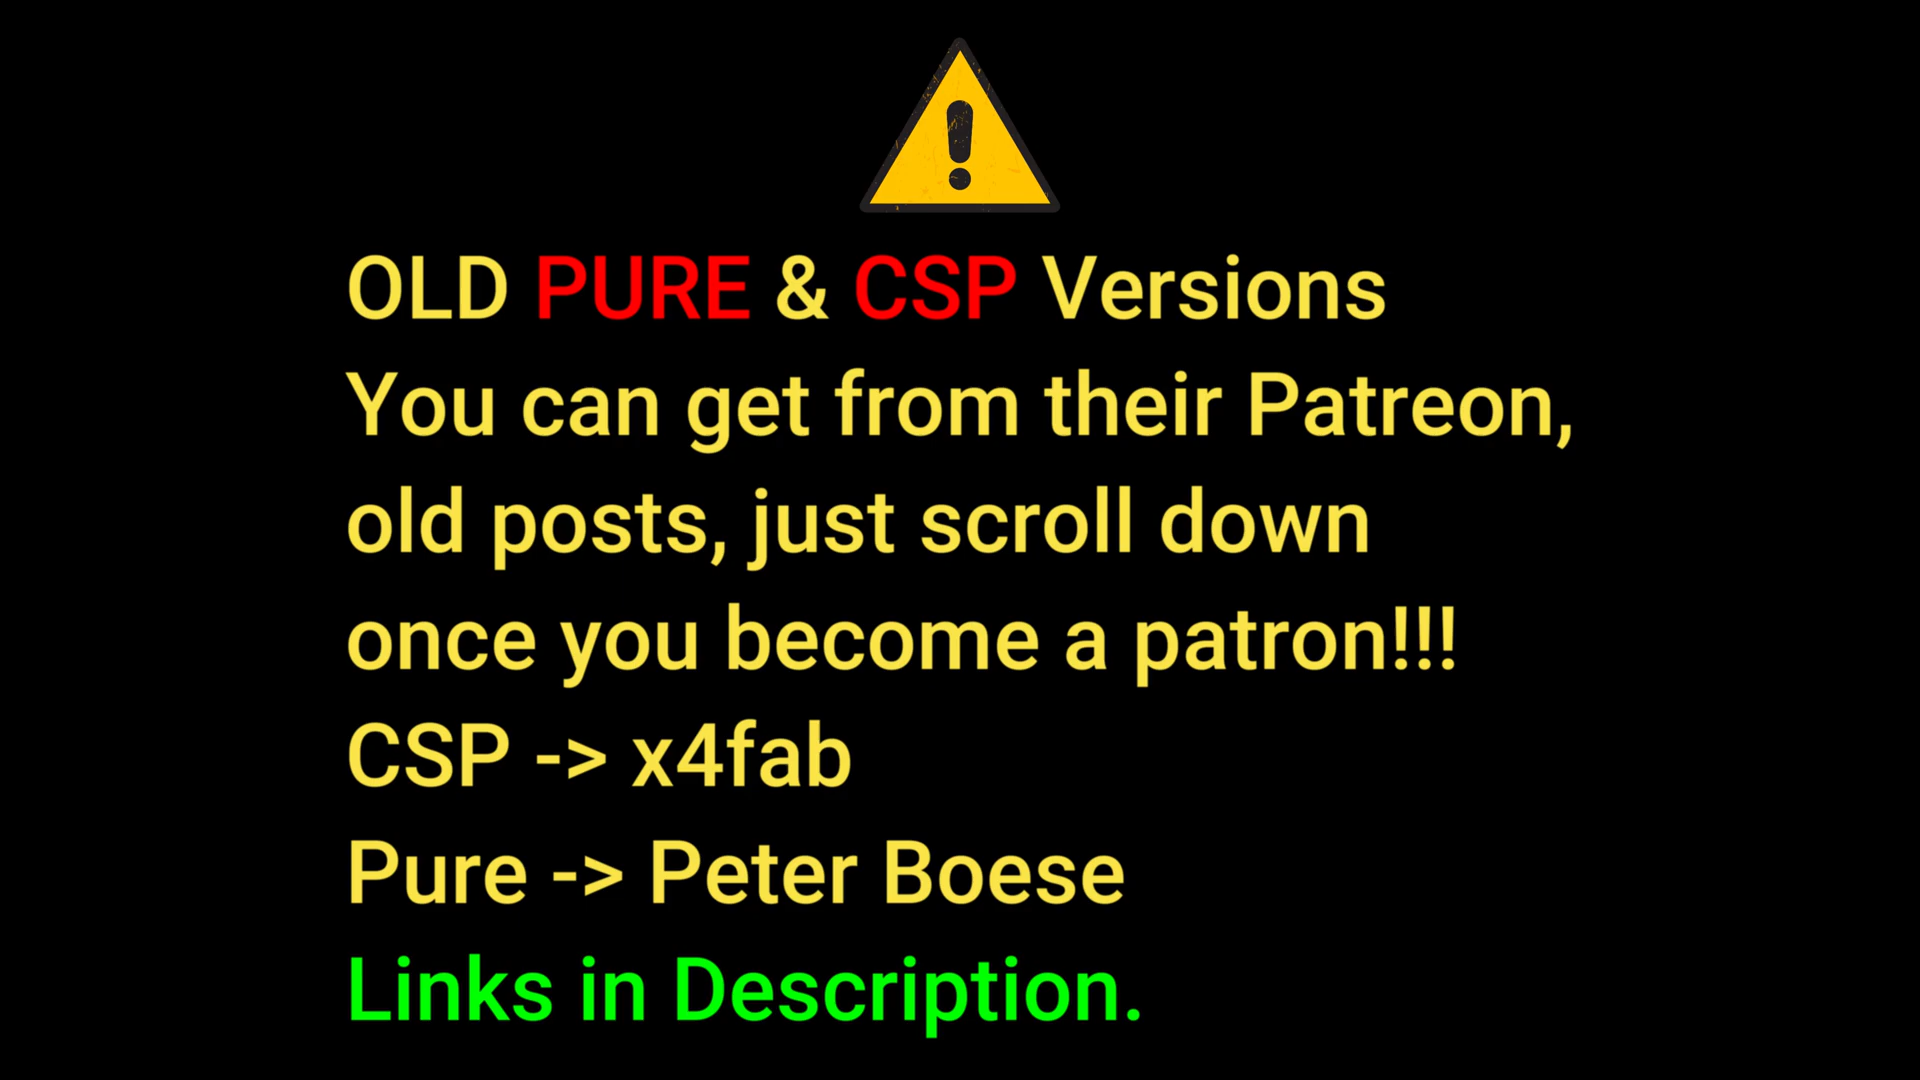 OLD PURE & CSP Versions
You can get from their Patreon,
old posts, just scroll down
once you become a patron!!!
CSP -> x4fab
Pure -> Peter Boese
Links in Description.